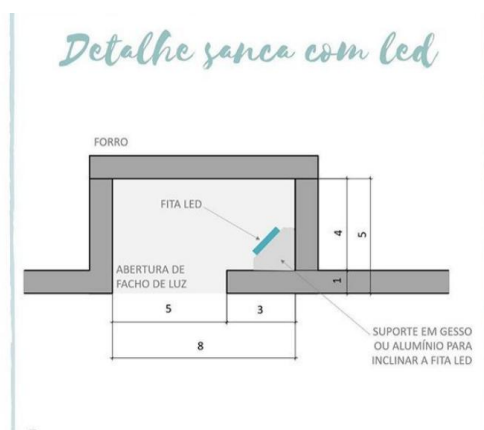 Detalhe sanca com led
FORRO
FITA LED
ABERTURA DE
FACHO DE LUZ
4
5
1
5
3
8
SUPORTE EM GESSO
OU ALUMÍNIO PARA
INCLINAR A FITA LED